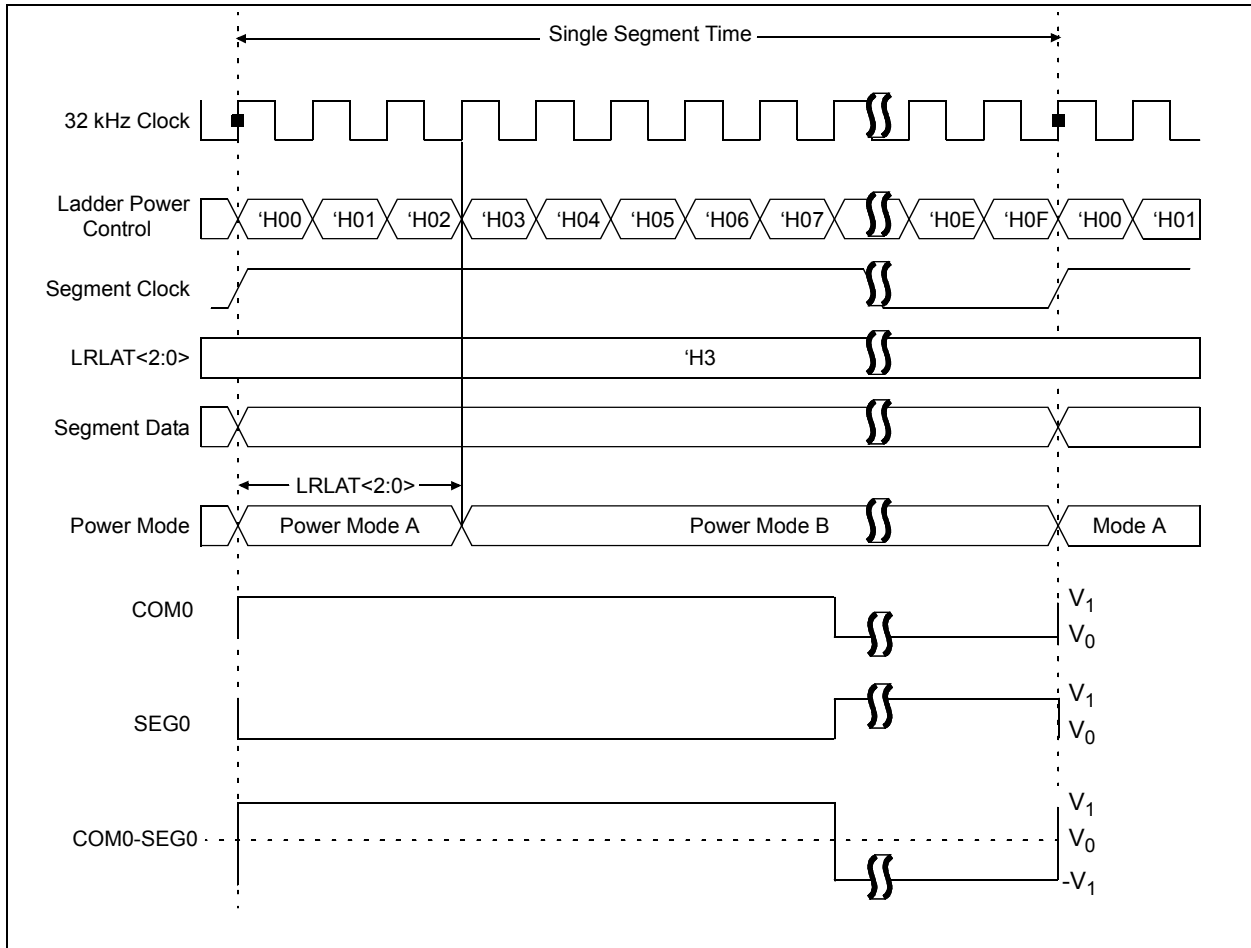 Single Segment Time
32 kHz Clock
Ladder Power
Control
‘H00 ‘H01 ‘H02 ‘H03 ‘H04 ‘H05 ‘H06 ‘H07 ‘H0E ‘H0F ‘H00 ‘H01
Segment Clock
LRLAT<2:0>
‘H3
Segment Data
LRLAT<2:0>
Power Mode
Power Mode A
Power Mode B
Mode A
COM0
V1
V0
SEG0
V1
V0
COM0-SEG0
V1
V0
-V1